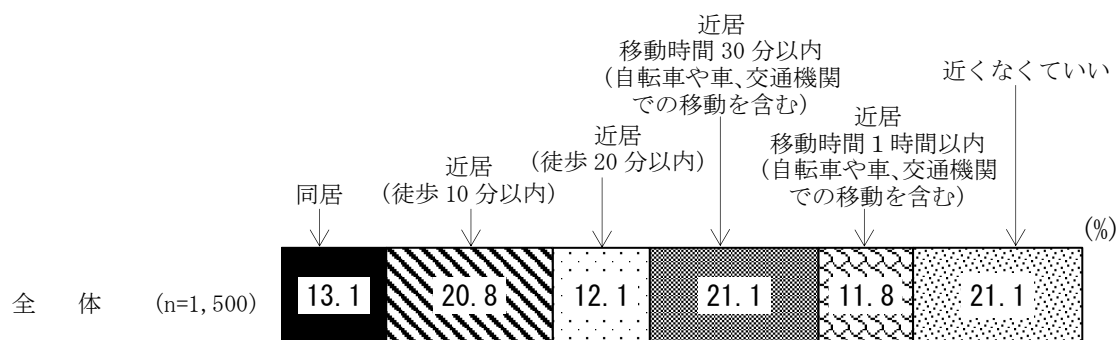 近居
移動時間 30 分以内
(自転車や車、交通機関
での移動を含む)
近くなくていい
近居
移動時間 1 時間以内
(自転車や車、交通機関
での移動を含む)
近居
(徒歩 20 分以内)
近居
(徒歩 10 分以内)
同居
(%)
全 体 (n=1,500) 13.1 20.8 12.1 21.1 11.8 21.1